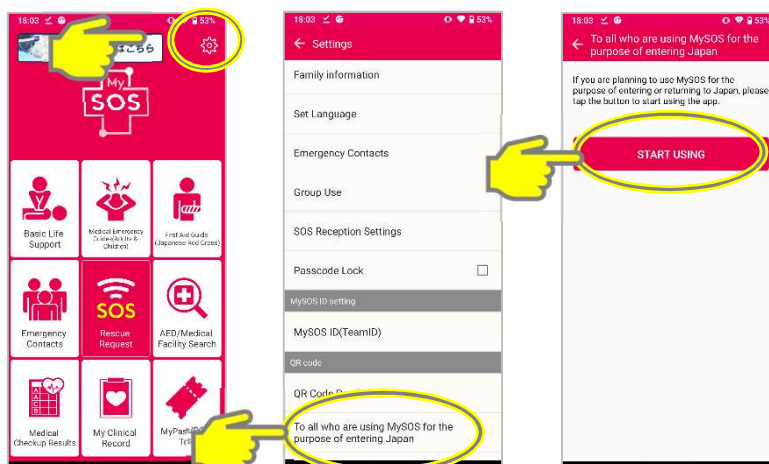 18:03
53%
はこちら
My
SOS
Basic Life
Support
Medical Emergency
Guides(Adults &
Children)
First Aid Guide
(Japanese Red Cross)
Emergency
Contacts
SOS
Rescue
Request
AED/Medical
Facility Search
Medical
Checkup Results
My Clinical
Record
18:03
53%
← Settings
Family information
Set Language
Emergency Contacts
Group Use
SOS Reception Settings
Passcode Lock
MySOS ID setting
MySOS ID(TeamID)
QR code
QR Code
To all who are using MySOS for the
purpose of entering Japan
18:03
53%
← To all who are using MySOS for the
purpose of entering Japan
If you are planning to use MySOS for the
purpose of entering or returning to Japan, please
tap the button to start using the app.
START USING